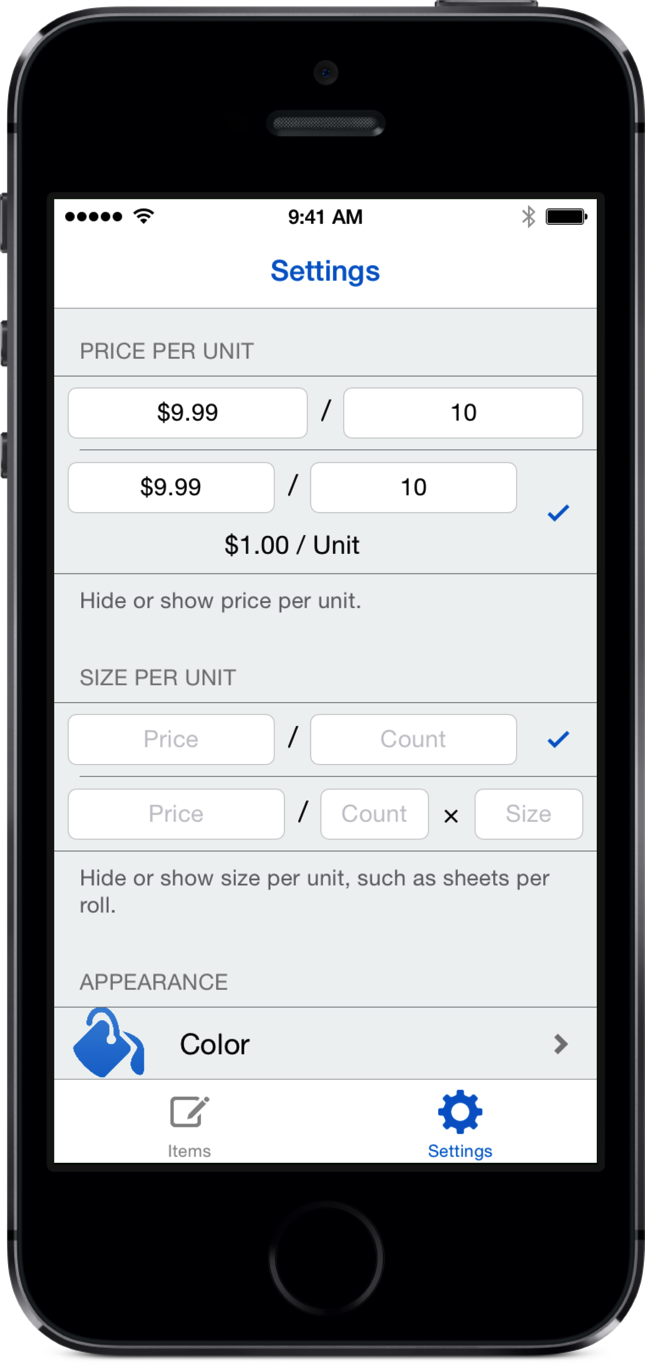 9:41 AM
Settings
PRICE PER UNIT
$9.99 / 10
$9.99 / 10
$1.00 / Unit
Hide or show price per unit.
SIZE PER UNIT
Price / Count
Price / Count × Size
Hide or show size per unit, such as sheets per
roll.
APPEARANCE
Color
Items Settings